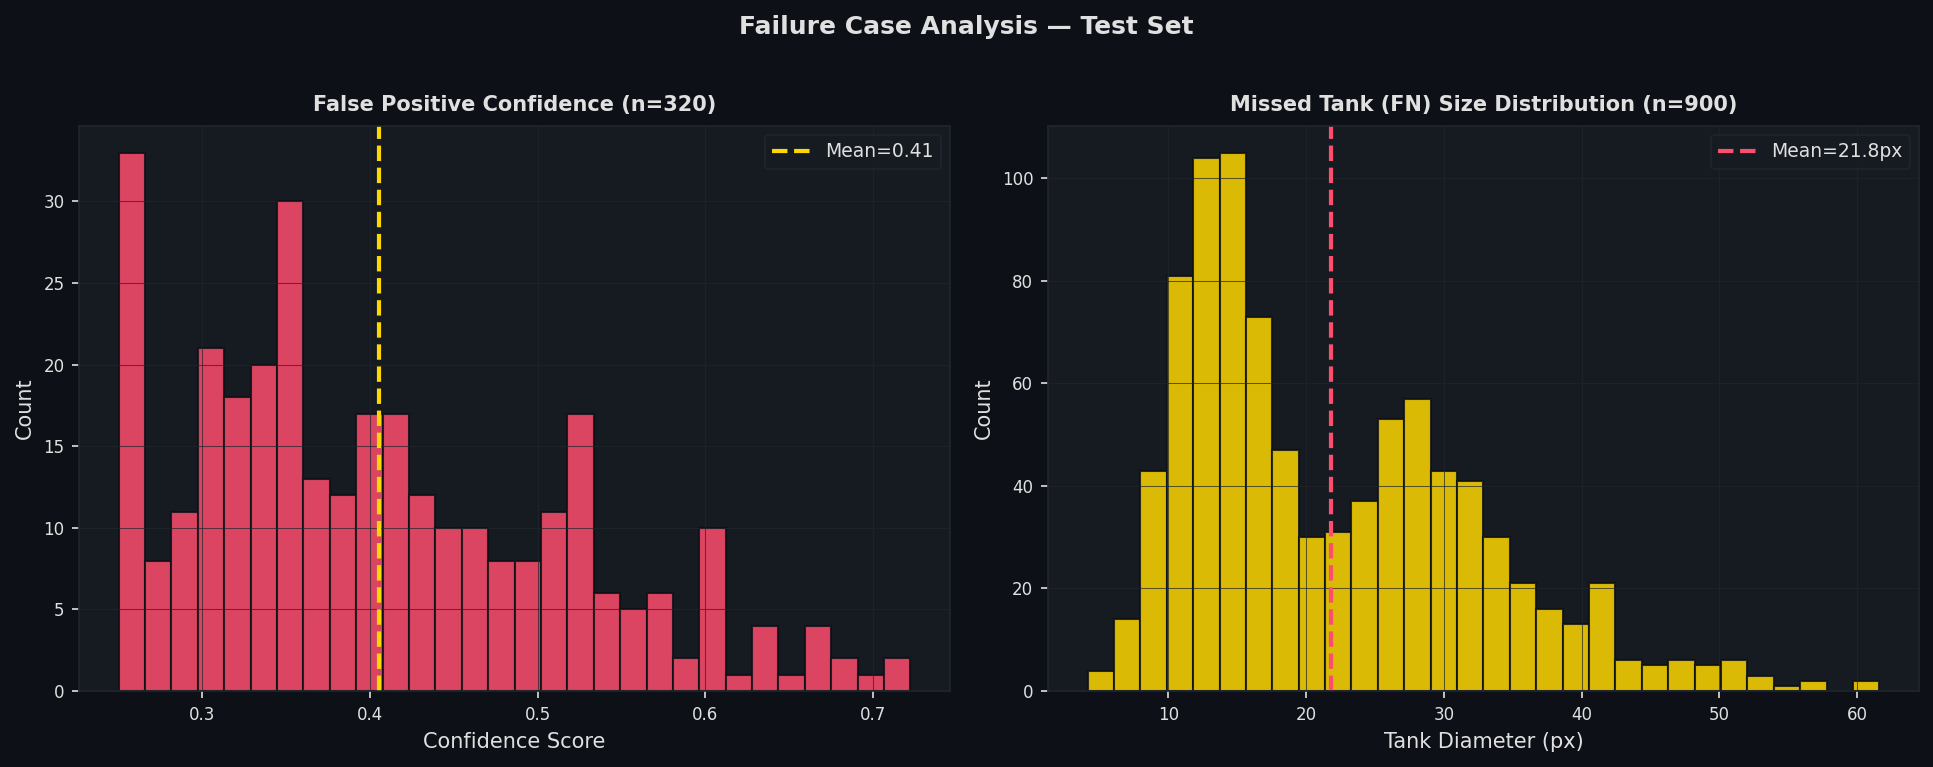 Failure Case Analysis — Test Set
False Positive Confidence (n=320)
Mean=0.41
Count
30
25
20
15
10
5
0
0.3 0.4 0.5 0.6 0.7
Confidence Score
Missed Tank (FN) Size Distribution (n=900)
Mean=21.8px
Count
100
80
60
40
20
0
10 20 30 40 50 60
Tank Diameter (px)